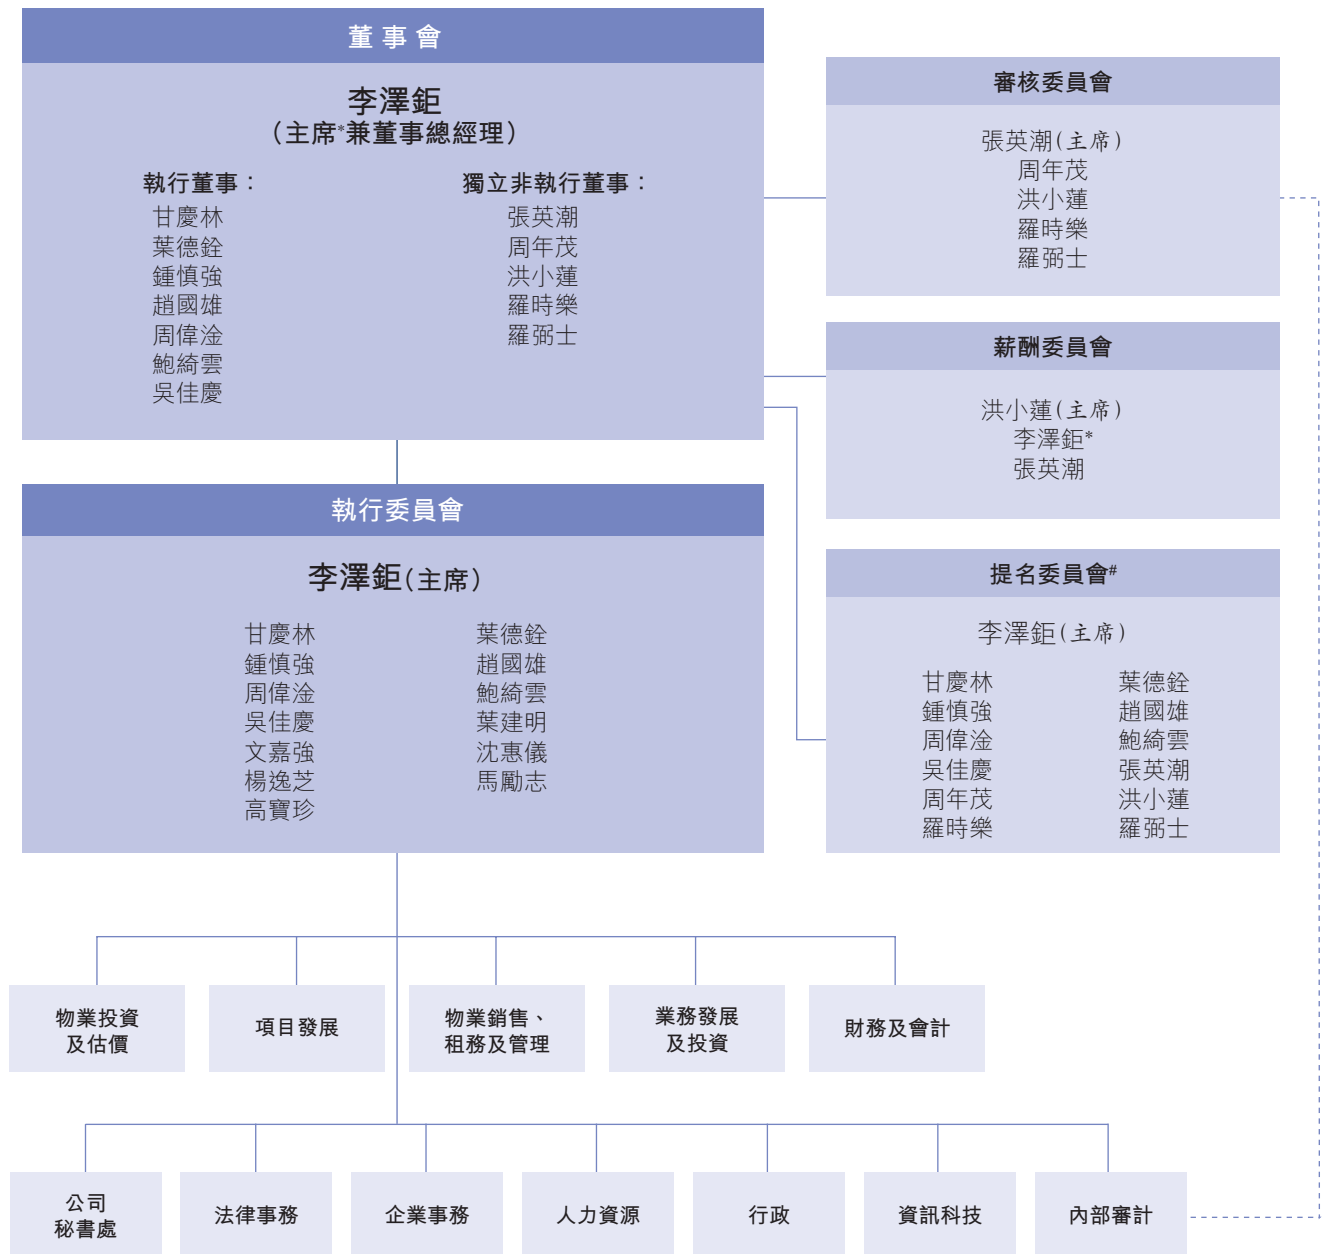 董事會
李澤鉅
（主席*兼董事總經理）
執行董事：
甘慶林
葉德銓
鍾慎強
趙國雄
周偉淦
鮑綺雲
吳佳慶
獨立非執行董事：
張英潮
周年茂
洪小蓮
羅時樂
羅弼士
審核委員會
張英潮（主席）
周年茂
洪小蓮
羅時樂
羅弼士
薪酬委員會
洪小蓮（主席）
李澤鉅*
張英潮
執行委員會
李澤鉅（主席）
甘慶林
鍾慎強
周偉淦
吳佳慶
文嘉強
楊逸芝
高寶珍
葉德銓
趙國雄
鮑綺雲
葉建明
沈惠儀
馬勵志
提名委員會#
李澤鉅（主席）
甘慶林
鍾慎強
周偉淦
吳佳慶
周年茂
羅時樂
葉德銓
趙國雄
鮑綺雲
張英潮
洪小蓮
羅弼士
物業投資
及估價
項目發展
物業銷售、
租務及管理
業務發展
及投資
財務及會計
公司
秘書處
法律事務
企業事務
人力資源
行政
資訊科技
內部審計